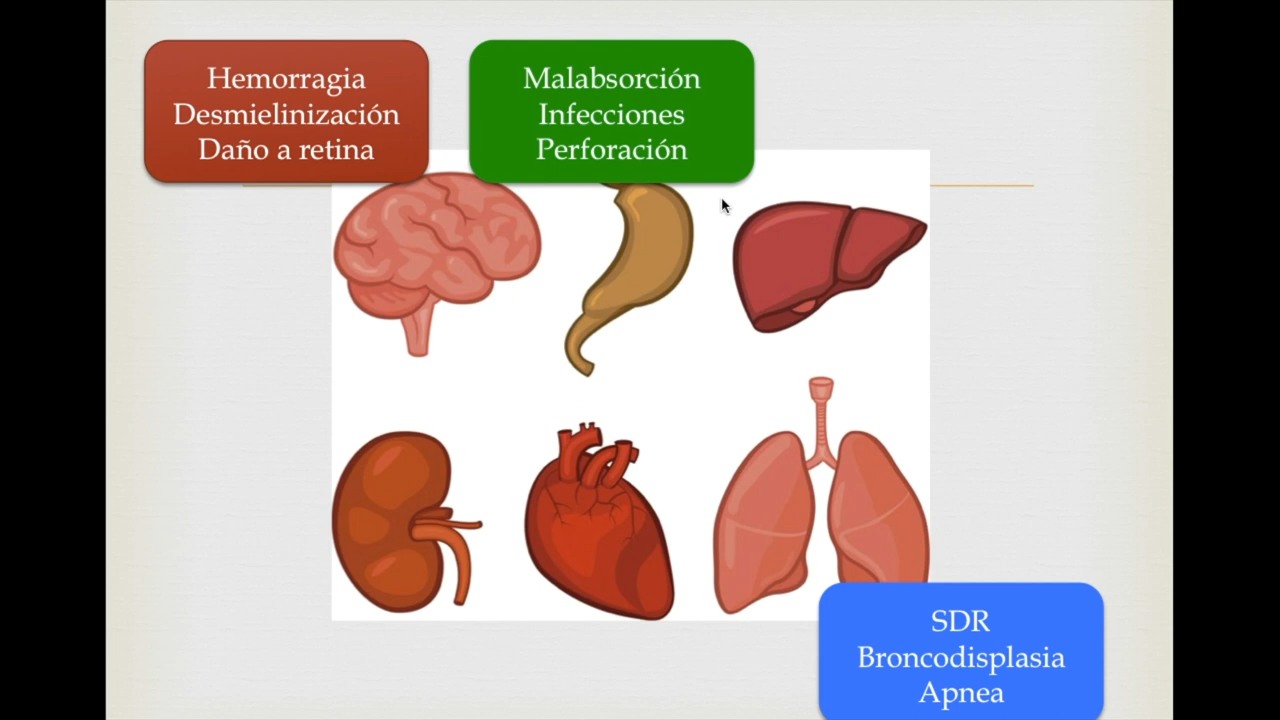 Hemorragia
Desmielinización
Daño a retina
Malabsorción
Infecciones
Perforación
SDR
Broncodisplasia
Apnea